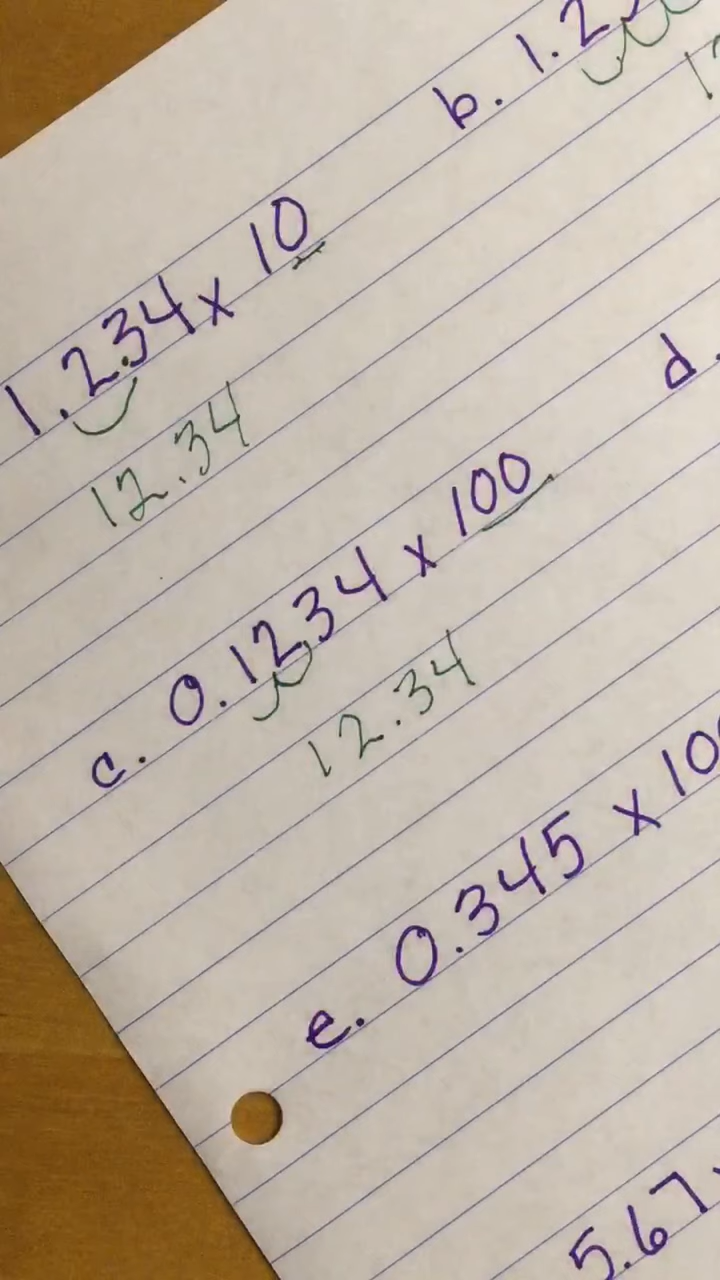 b. 1.2
1.234 x 10
12.34
d.
c. 0.1234 x 100
12.34
e. 0.345 x 10
5.67